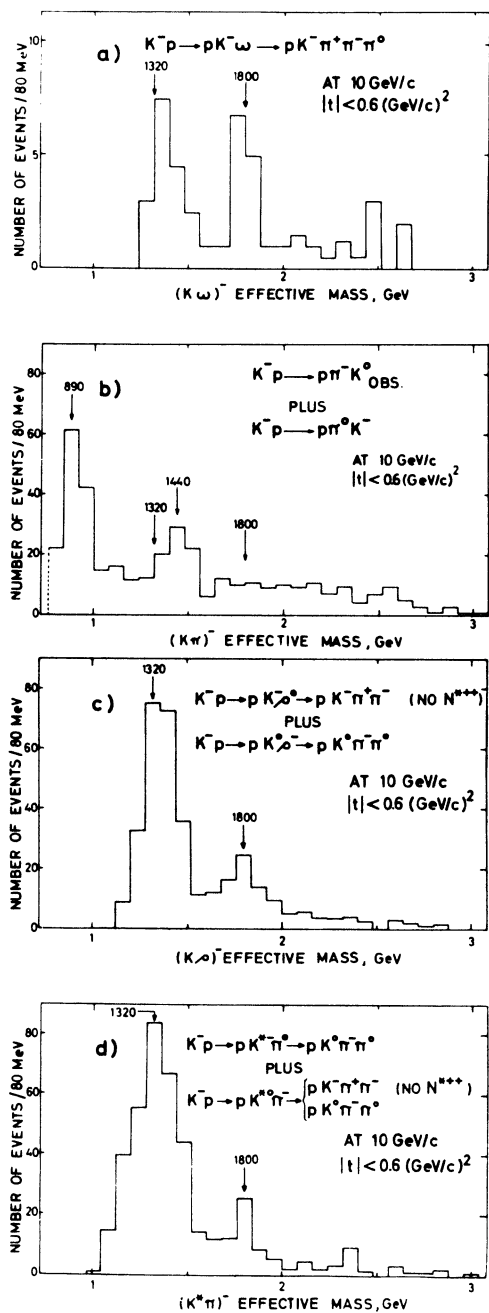 a) K⁻p → pK⁻ω → pK⁻π⁺π⁻π⁰
1320
1800
AT 10 GeV/c
|t| < 0.6 (GeV/c)²
NUMBER OF EVENTS / 80 MeV
10
5
0
1 2 3
(Kω)⁻ EFFECTIVE MASS, GeV
b) K⁻p → pπ⁻K⁰ OBS.
PLUS
K⁻p → pπ⁰K⁻
890
1320
1440
1800
AT 10 GeV/c
|t| < 0.6 (GeV/c)²
NUMBER OF EVENTS / 80 MeV
80
60
40
20
0
1 2 3
(Kπ)⁻ EFFECTIVE MASS, GeV
c) K⁻p → pK⁻ρ⁰ → pK⁻π⁺π⁻ (NO N*⁺⁺)
PLUS
K⁻p → pK⁰ρ⁻ → pK⁰π⁻π⁰
1320
1800
AT 10 GeV/c
|t| < 0.6 (GeV/c)²
NUMBER OF EVENTS / 80 MeV
80
60
40
20
0
1 2 3
(Kρ)⁻ EFFECTIVE MASS, GeV
d) K⁻p → pK*⁻π⁰ → pK⁰π⁻π⁰
PLUS
K⁻p → pK*⁰π⁻ → { pK⁻π⁺π⁻ (NO N*⁺⁺)
pK⁰π⁻π⁰
1320
1800
AT 10 GeV/c
|t| < 0.6 (GeV/c)²
NUMBER OF EVENTS / 80 MeV
80
60
40
20
0
1 2 3
(K*π)⁻ EFFECTIVE MASS, GeV